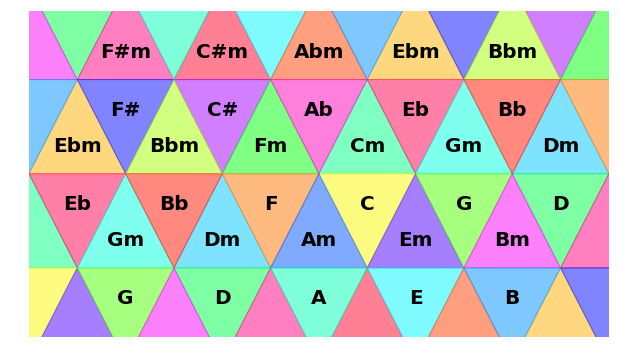 F#m C#m Abm Ebm Bbm
F# C# Ab Eb Bb
Ebm Bbm Fm Cm Gm Dm
Eb Bb F C G D
Gm Dm Am Em Bm
G D A E B